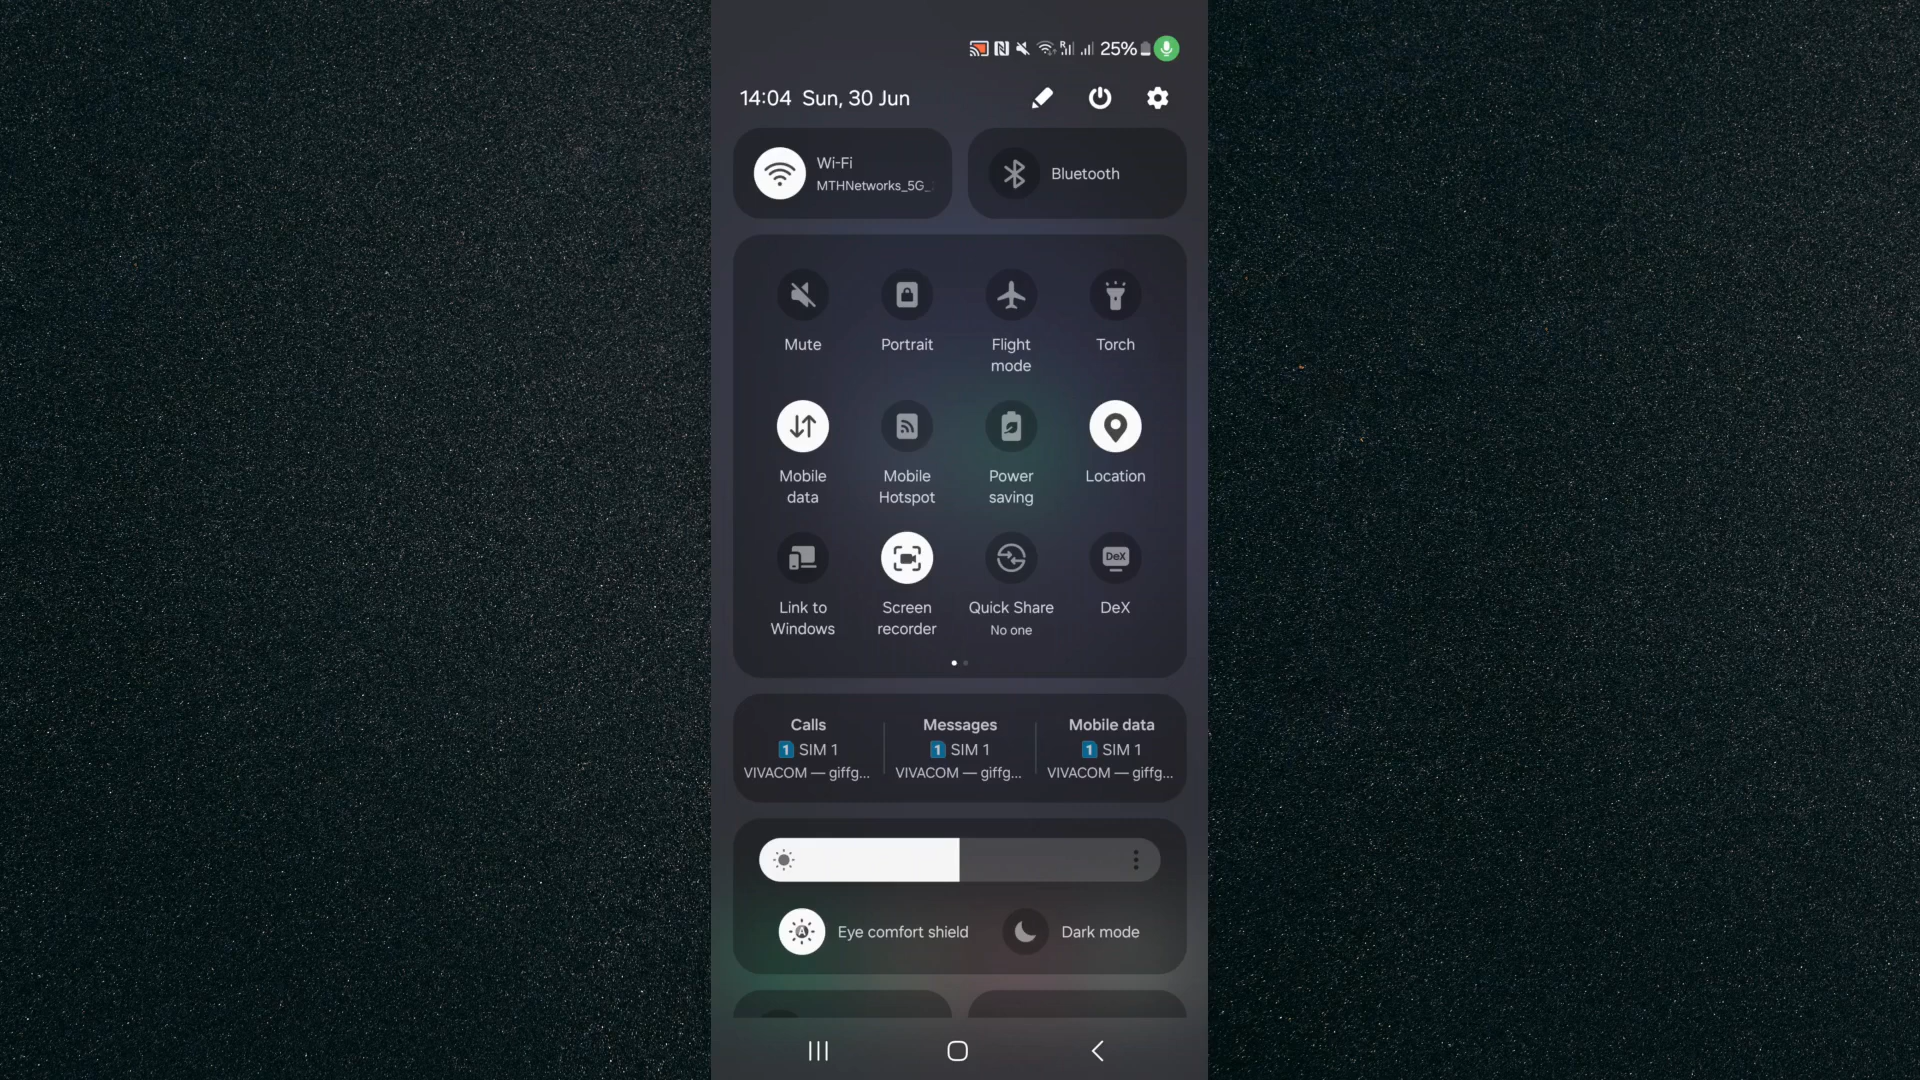 25%
14:04 Sun, 30 Jun
Wi-Fi
MTHNetworks_5G_
Bluetooth
Mute
Portrait
Flight
mode
Torch
Mobile
data
Mobile
Hotspot
Power
saving
Location
Link to
Windows
Screen
recorder
Quick Share
No one
DeX
DeX
Calls
1 SIM 1
VIVACOM — giffg...
Messages
1 SIM 1
VIVACOM — giffg...
Mobile data
1 SIM 1
VIVACOM — giffg...
A
Eye comfort shield
Dark mode